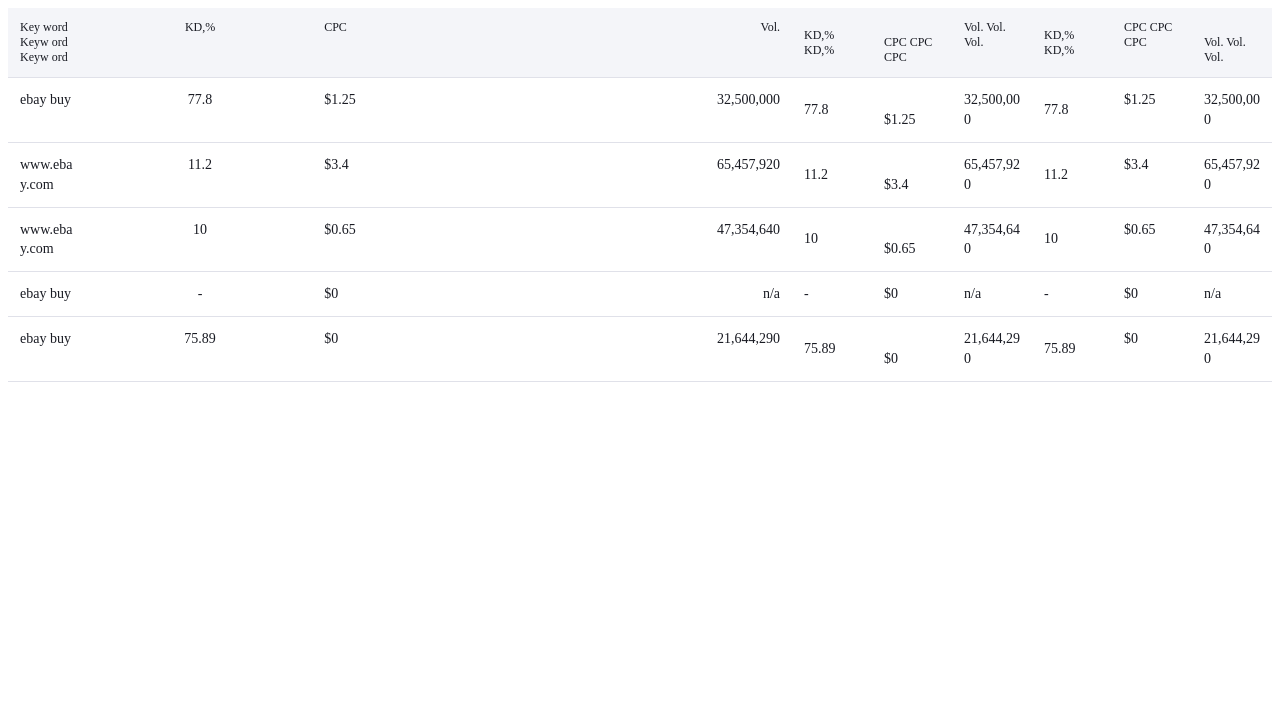 Key word Keyw ord Keyw ord KD,% CPC Vol. KD,% KD,% CPC CPC CPC Vol. Vol. Vol. KD,% KD,% CPC CPC CPC Vol. Vol. Vol.
ebay buy 77.8 $1.25 32,500,000 77.8 $1.25 32,500,000 77.8 $1.25 32,500,000
www.ebay.com 11.2 $3.4 65,457,920 11.2 $3.4 65,457,920 11.2 $3.4 65,457,920
www.ebay.com 10 $0.65 47,354,640 10 $0.65 47,354,640 10 $0.65 47,354,640
ebay buy - $0 n/a - $0 n/a - $0 n/a
ebay buy 75.89 $0 21,644,290 75.89 $0 21,644,290 75.89 $0 21,644,290